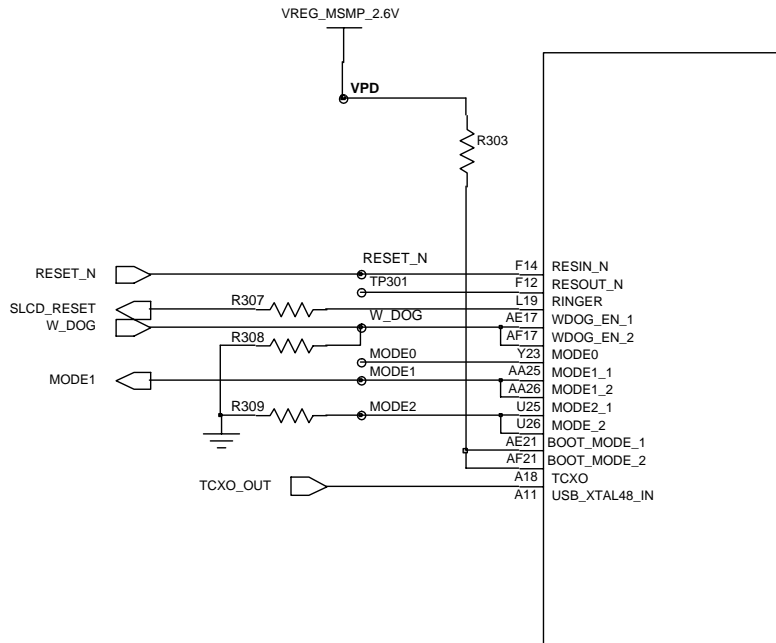 VREG_MSMP_2.6V
VPD
R303
RESET_N
RESET_N
F14
RESIN_N
TP301
F12
RESOUT_N
SLCD_RESET
R307
L19
RINGER
W_DOG
W_DOG
AE17
WDOG_EN_1
R308
AF17
WDOG_EN_2
MODE0
Y23
MODE0
MODE1
MODE1
AA25
MODE1_1
AA26
MODE1_2
R309
MODE2
U25
MODE2_1
U26
MODE_2
AE21
BOOT_MODE_1
AF21
BOOT_MODE_2
TCXO_OUT
A18
TCXO
A11
USB_XTAL48_IN